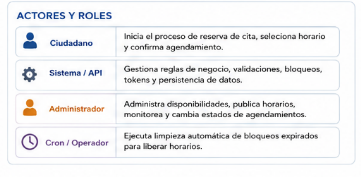 ACTORES Y ROLES
Ciudadano
Inicia el proceso de reserva de cita, selecciona horario
y confirma agendamiento.
Sistema / API
Gestiona reglas de negocio, validaciones, bloqueos,
tokens y persistencia de datos.
Administrador
Administra disponibilidades, publica horarios,
monitorea y cambia estados de agendamientos.
Cron / Operador
Ejecuta limpieza automática de bloqueos expirados
para liberar horarios.